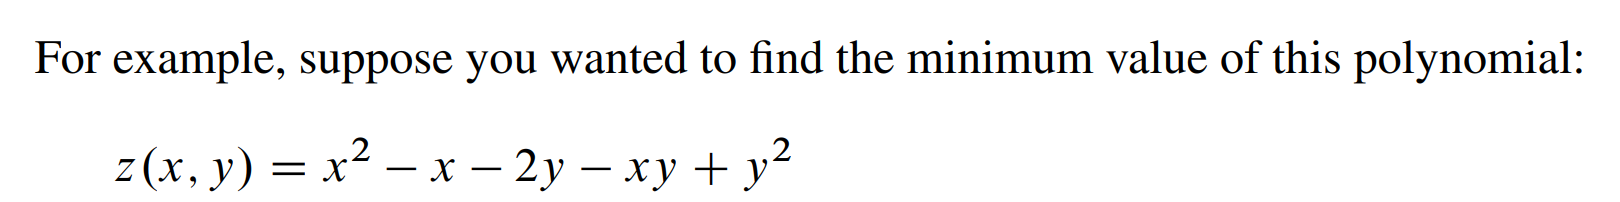 For example, suppose you wanted to find the minimum value of this polynomial:
z(x, y) = x² − x − 2y − xy + y²